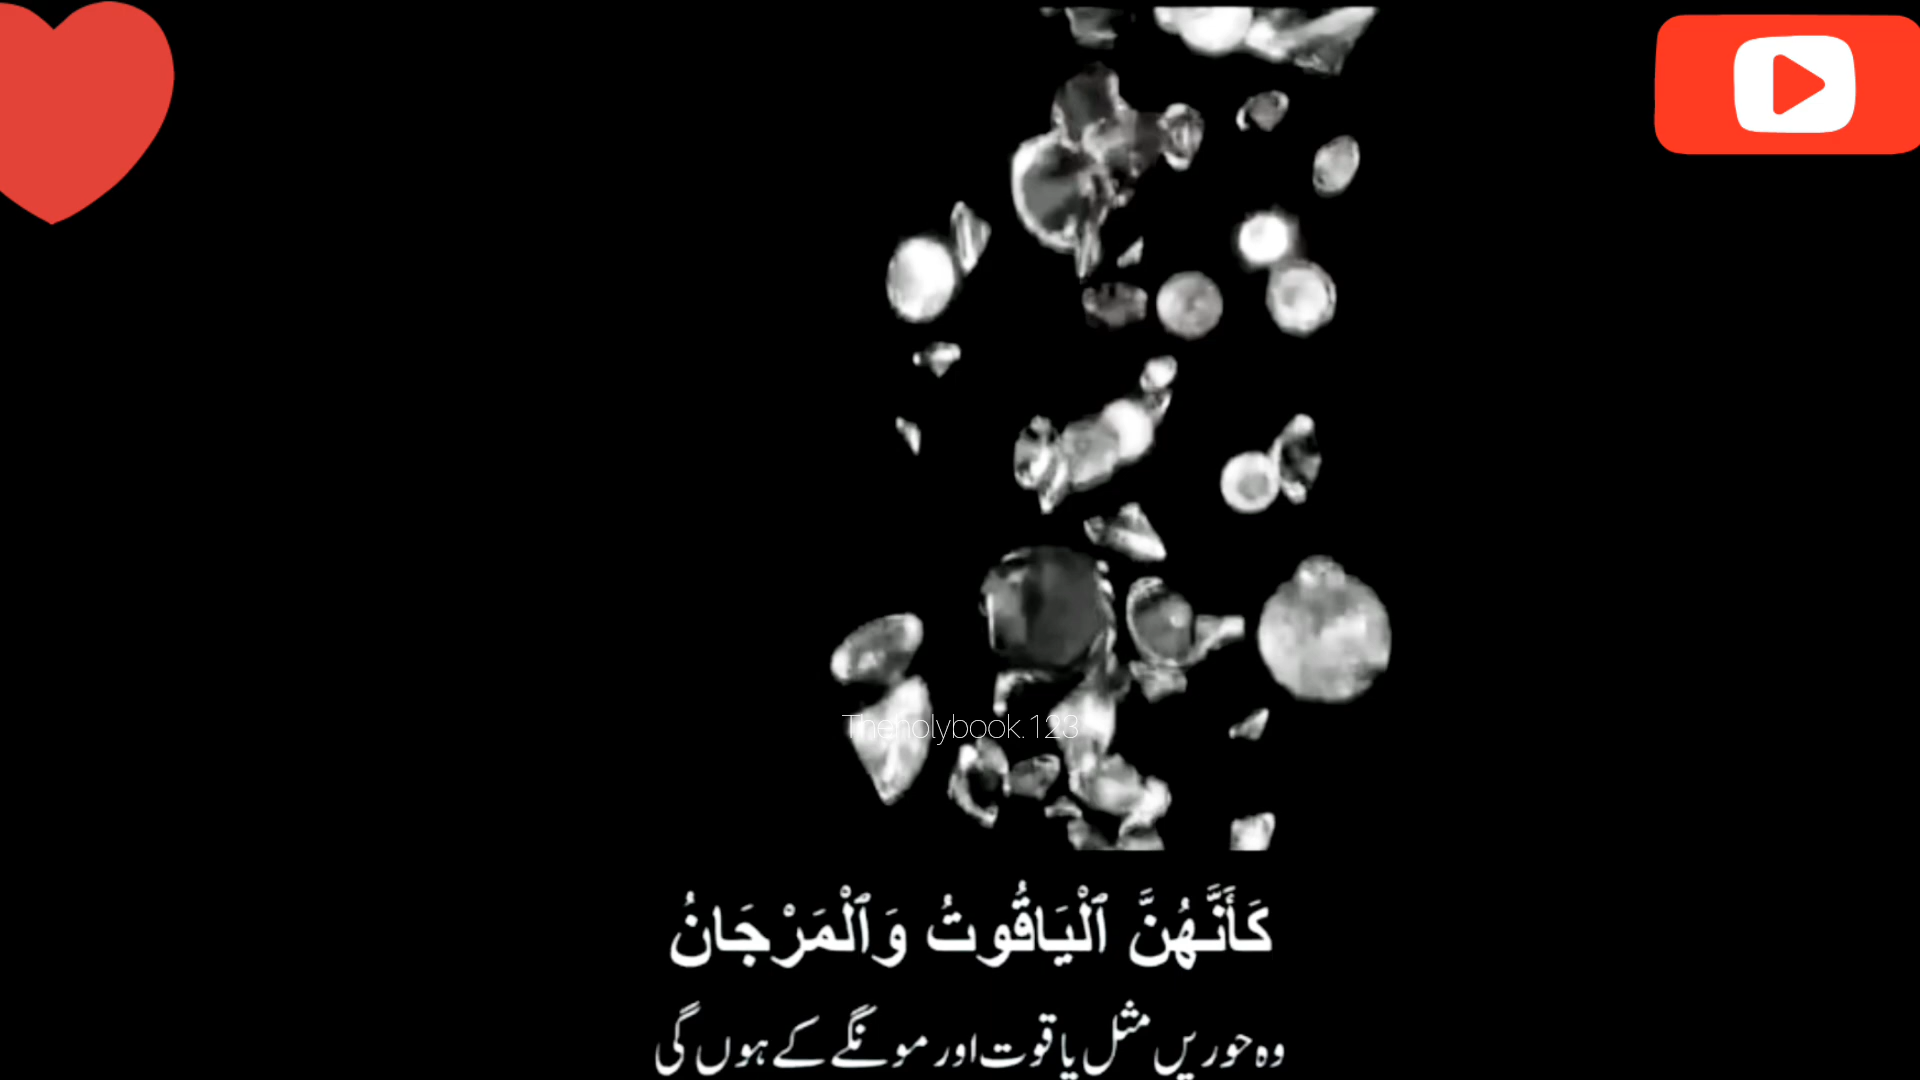 Theholybook.123
كَأَنَّهُنَّ ٱلْيَاقُوتُ وَٱلْمَرْجَانُ
وہ حوریں مثل یاقوت اور مونگے کے ہوں گی